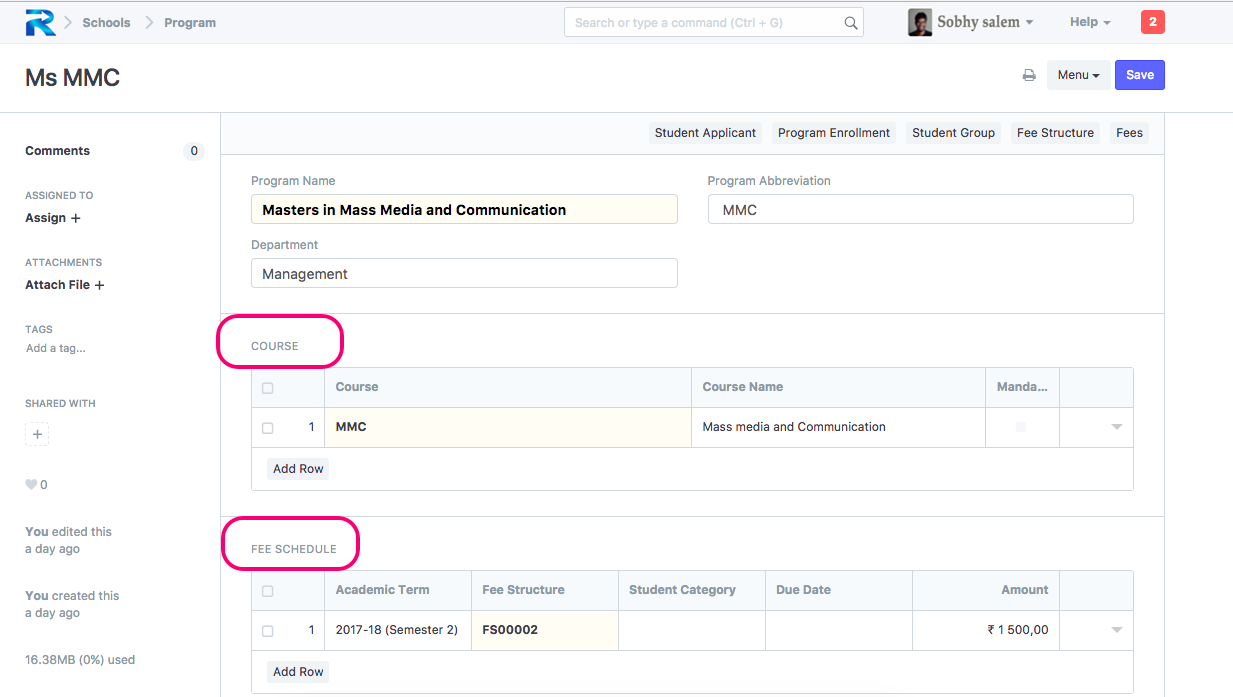 Schools
Program
Search or type a command (Ctrl + G)
Sobhy salem
Help
2
Ms MMC
Menu
Save
Comments
0
ASSIGNED TO
Assign +
ATTACHMENTS
Attach File +
TAGS
Add a tag...
SHARED WITH
+
0
You edited this
a day ago
You created this
a day ago
16.38MB (0%) used
Student Applicant Program Enrollment Student Group Fee Structure Fees
Program Name
Masters in Mass Media and Communication
Program Abbreviation
MMC
Department
Management
COURSE
Course Course Name Manda...
1 MMC Mass media and Communication
Add Row
FEE SCHEDULE
Academic Term Fee Structure Student Category Due Date Amount
1 2017-18 (Semester 2) FS00002 ₹ 1 500,00
Add Row